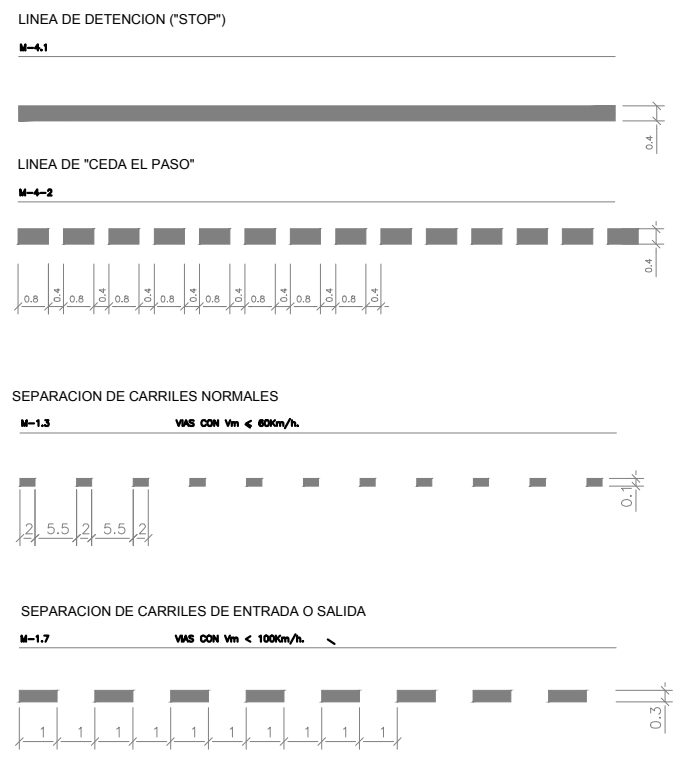 LINEA DE DETENCION ("STOP")
M-4.1
0.4
LINEA DE "CEDA EL PASO"
M-4-2
0.4
0.8 0.4 0.8 0.4 0.8 0.4 0.8 0.4 0.8 0.4 0.8 0.4 0.8 0.4 0.8 0.4
SEPARACION DE CARRILES NORMALES
M-1.3 VIAS CON Vm ⩽ 60Km/h.
0.1
2 5.5 2 5.5 2
SEPARACION DE CARRILES DE ENTRADA O SALIDA
M-1.7 VIAS CON Vm < 100Km/h.
0.3
1 1 1 1 1 1 1 1 1 1